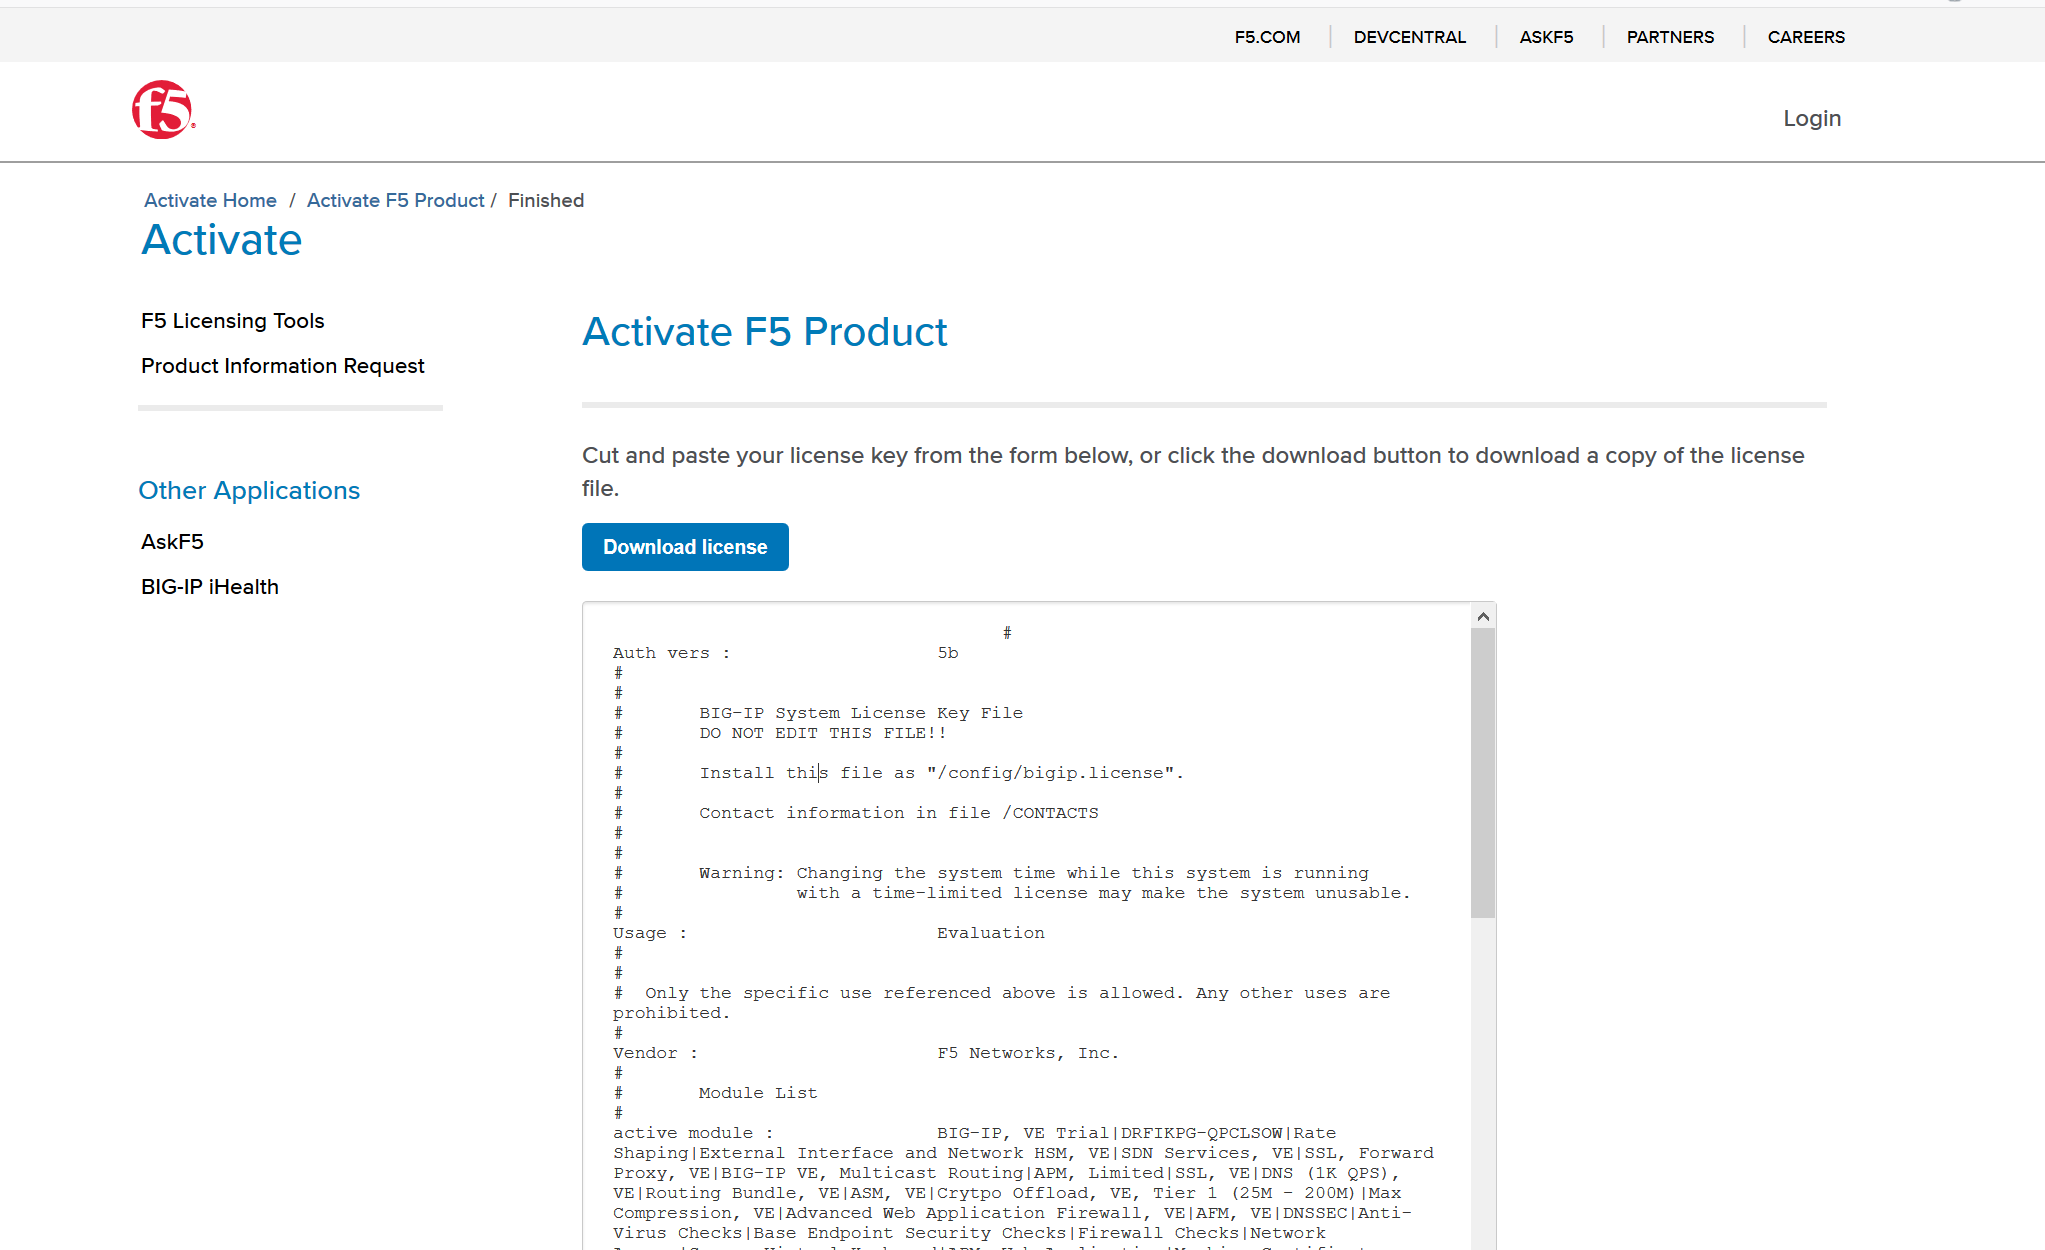 F5.COM
DEVCENTRAL
ASKF5
PARTNERS
CAREERS
f5
Login
Activate Home / Activate F5 Product / Finished
Activate
F5 Licensing Tools
Product Information Request
Other Applications
AskF5
BIG-IP iHealth
Activate F5 Product
Cut and paste your license key from the form below, or click the download button to download a copy of the license
file.
Download license
#
Auth vers : 5b
#
#
# BIG-IP System License Key File
# DO NOT EDIT THIS FILE!!
#
# Install this file as "/config/bigip.license".
#
# Contact information in file /CONTACTS
#
#
# Warning: Changing the system time while this system is running
# with a time-limited license may make the system unusable.
#
Usage : Evaluation
#
#
# Only the specific use referenced above is allowed. Any other uses are
prohibited.
#
Vendor : F5 Networks, Inc.
#
# Module List
#
active module : BIG-IP, VE Trial|DRFIKPG-QPCLSOW|Rate
Shaping|External Interface and Network HSM, VE|SDN Services, VE|SSL, Forward
Proxy, VE|BIG-IP VE, Multicast Routing|APM, Limited|SSL, VE|DNS (1K QPS),
VE|Routing Bundle, VE|ASM, VE|Crytpo Offload, VE, Tier 1 (25M - 200M)|Max
Compression, VE|Advanced Web Application Firewall, VE|AFM, VE|DNSSEC|Anti-
Virus Checks|Base Endpoint Security Checks|Firewall Checks|Network